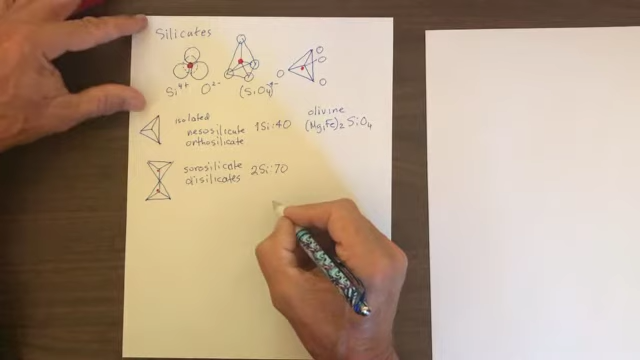 Silicates
Si4+ O2- (SiO4)4-
olivine
isolated
nesosilicate 1Si:4O (Mg,Fe)2 SiO4
orthosilicate
sorosilicate 2Si:7O
disilicates